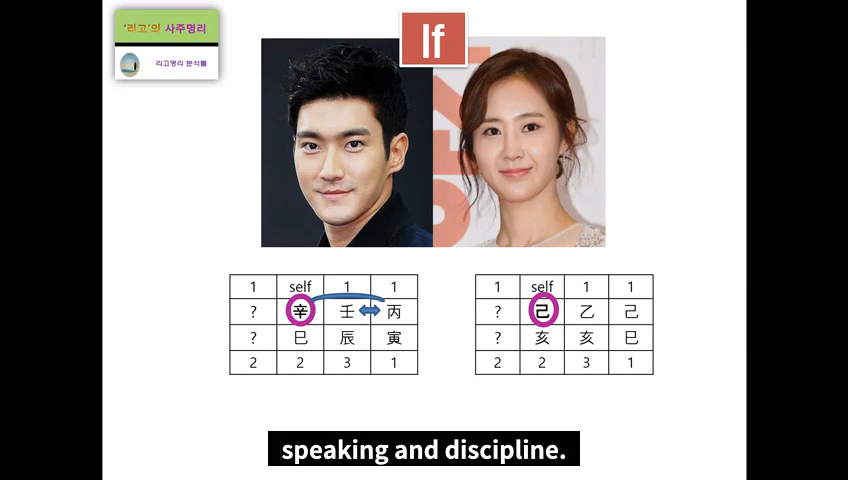 '리고'의 사주명리
리고명리 분석틀
If
1 self 1 1
? 辛 壬 丙
? 巳 辰 寅
2 2 3 1
1 self 1 1
? 己 乙 己
? 亥 亥 巳
2 2 3 1
speaking and discipline.